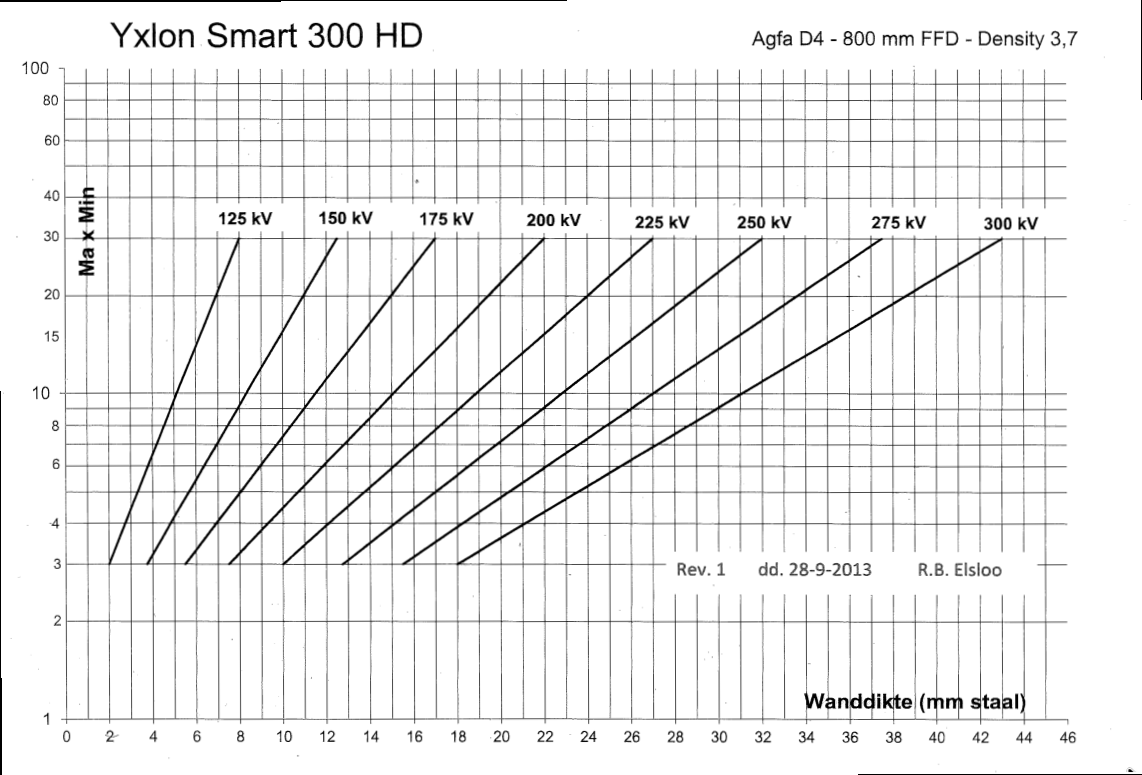 Yxlon Smart 300 HD
Agfa D4 - 800 mm FFD - Density 3,7
100
80
60
40
30
20
15
10
8
6
4
3
2
1
Ma x Min
125 kV 150 kV 175 kV 200 kV 225 kV 250 kV 275 kV 300 kV
Rev. 1 dd. 28-9-2013 R.B. Elsloo
Wanddikte (mm staal)
0 2 4 6 8 10 12 14 16 18 20 22 24 26 28 30 32 34 36 38 40 42 44 46